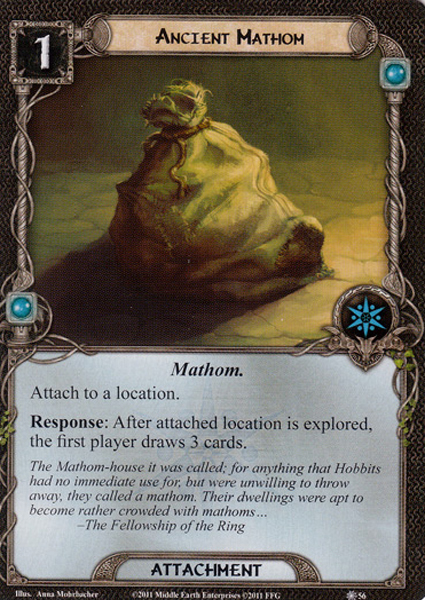 1
ANCIENT MATHOM
Mathom.
Attach to a location.
Response: After attached location is explored,
the first player draws 3 cards.
The Mathom-house it was called; for anything that Hobbits
had no immediate use for, but were unwilling to throw
away, they called a mathom. Their dwellings were apt to
become rather crowded with mathoms…
–The Fellowship of the Ring
ATTACHMENT
Illus. Anna Mohrbacher ©2011 Middle Earth Enterprises ©2011 FFG 56